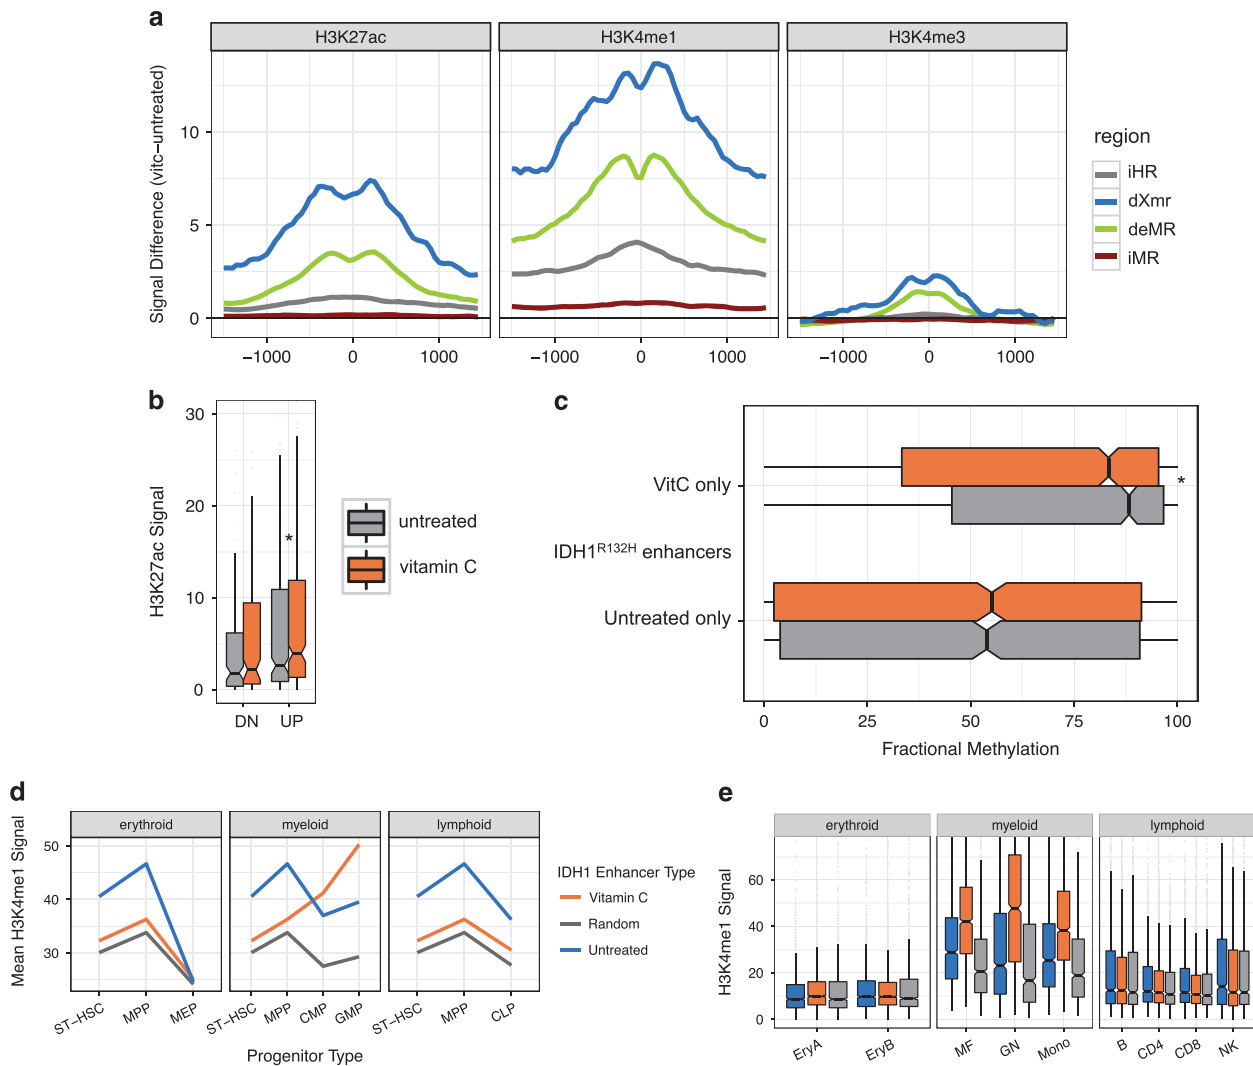 a
H3K27ac
H3K4me1
H3K4me3
Signal Difference (vitc−untreated)
10
5
0
−1000
0
1000
−1000
0
1000
−1000
0
1000
region
iHR
dXmr
deMR
iMR
b
H3K27ac Signal
30
20
10
0
*
DN
UP
untreated
vitamin C
c
VitC only
IDH1R132H enhancers
Untreated only
*
0
25
50
75
100
Fractional Methylation
d
erythroid
myeloid
lymphoid
Mean H3K4me1 Signal
50
40
30
ST−HSC
MPP
MEP
ST−HSC
MPP
CMP
GMP
ST−HSC
MPP
CLP
Progenitor Type
IDH1 Enhancer Type
Vitamin C
Random
Untreated
e
erythroid
myeloid
lymphoid
H3K4me1 Signal
60
40
20
0
EryA
EryB
MF
GN
Mono
B
CD4
CD8
NK